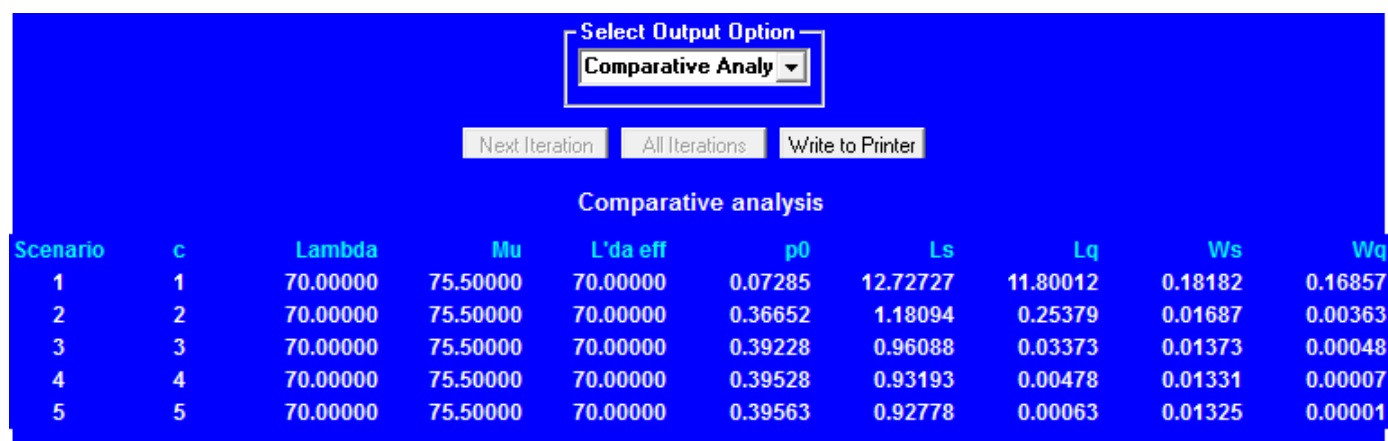 Select Output Option
Comparative Analy
Next Iteration All Iterations Write to Printer
Comparative analysis
Scenario c Lambda Mu L'da eff p0 Ls Lq Ws Wq
1 1 70.00000 75.50000 70.00000 0.07285 12.72727 11.80012 0.18182 0.16857
2 2 70.00000 75.50000 70.00000 0.36652 1.18094 0.25379 0.01687 0.00363
3 3 70.00000 75.50000 70.00000 0.39228 0.96088 0.03373 0.01373 0.00048
4 4 70.00000 75.50000 70.00000 0.39528 0.93193 0.00478 0.01331 0.00007
5 5 70.00000 75.50000 70.00000 0.39563 0.92778 0.00063 0.01325 0.00001